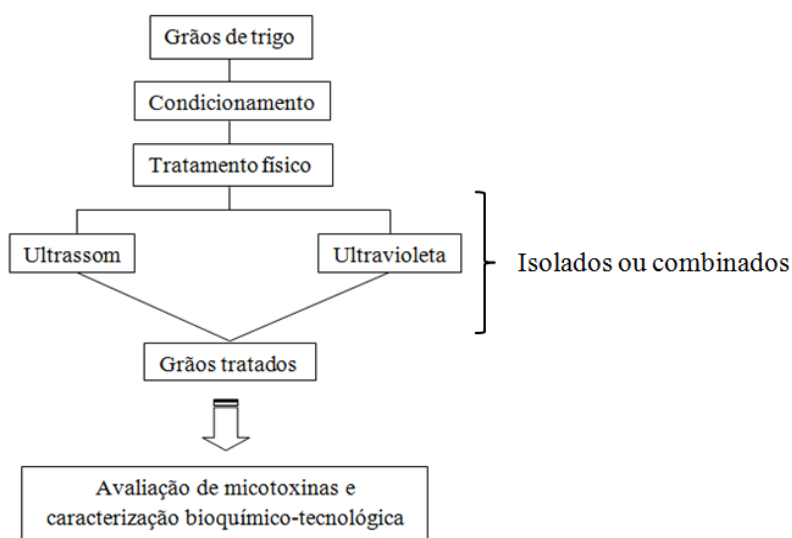 Grãos de trigo
Condicionamento
Tratamento físico
Ultrassom
Ultravioleta
Isolados ou combinados
Grãos tratados
Avaliação de micotoxinas e
caracterização bioquímico-tecnológica